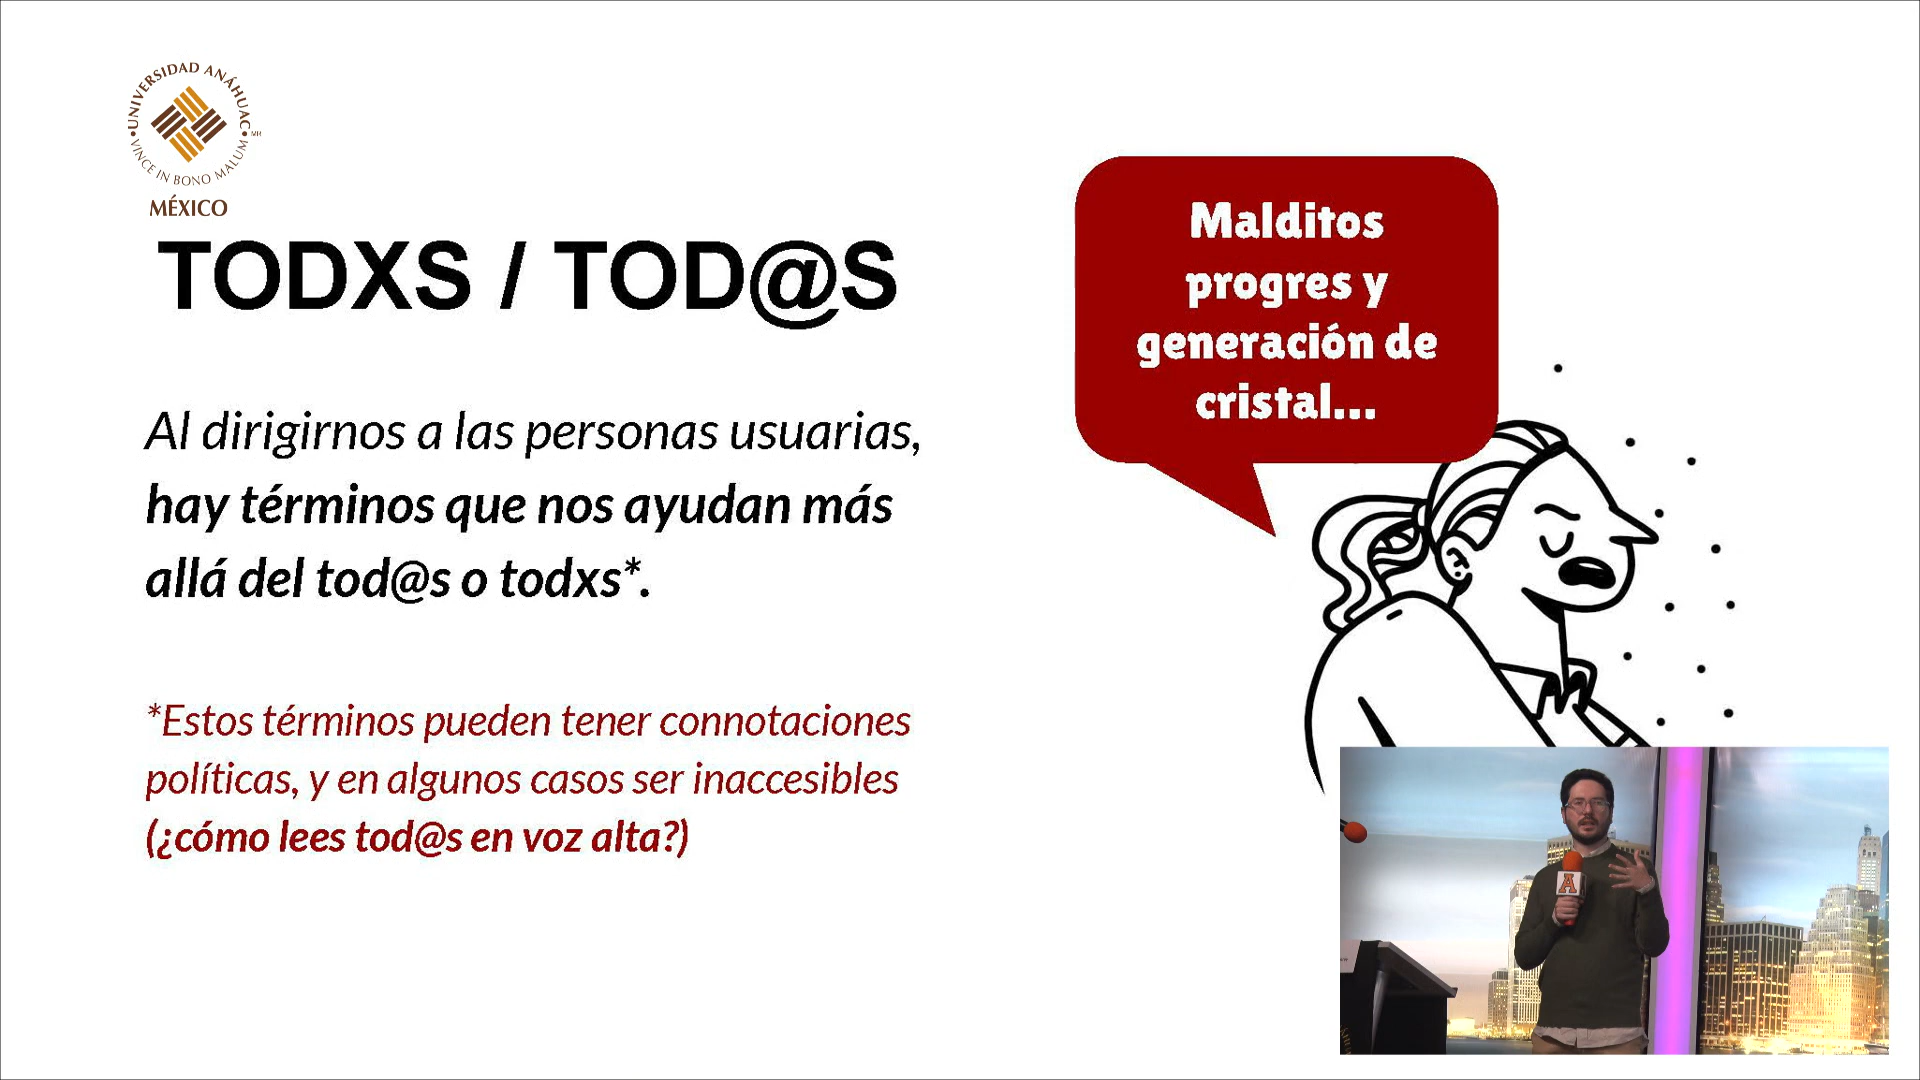 UNIVERSIDAD ANÁHUAC
VINCE IN BONO MALUM
MR
MÉXICO
TODXS / TOD@S
Al dirigirnos a las personas usuarias,
hay términos que nos ayudan más
allá del tod@s o todxs*.
*Estos términos pueden tener connotaciones
políticas, y en algunos casos ser inaccesibles
(¿cómo lees tod@s en voz alta?)
Malditos
progres y
generación de
cristal...
A